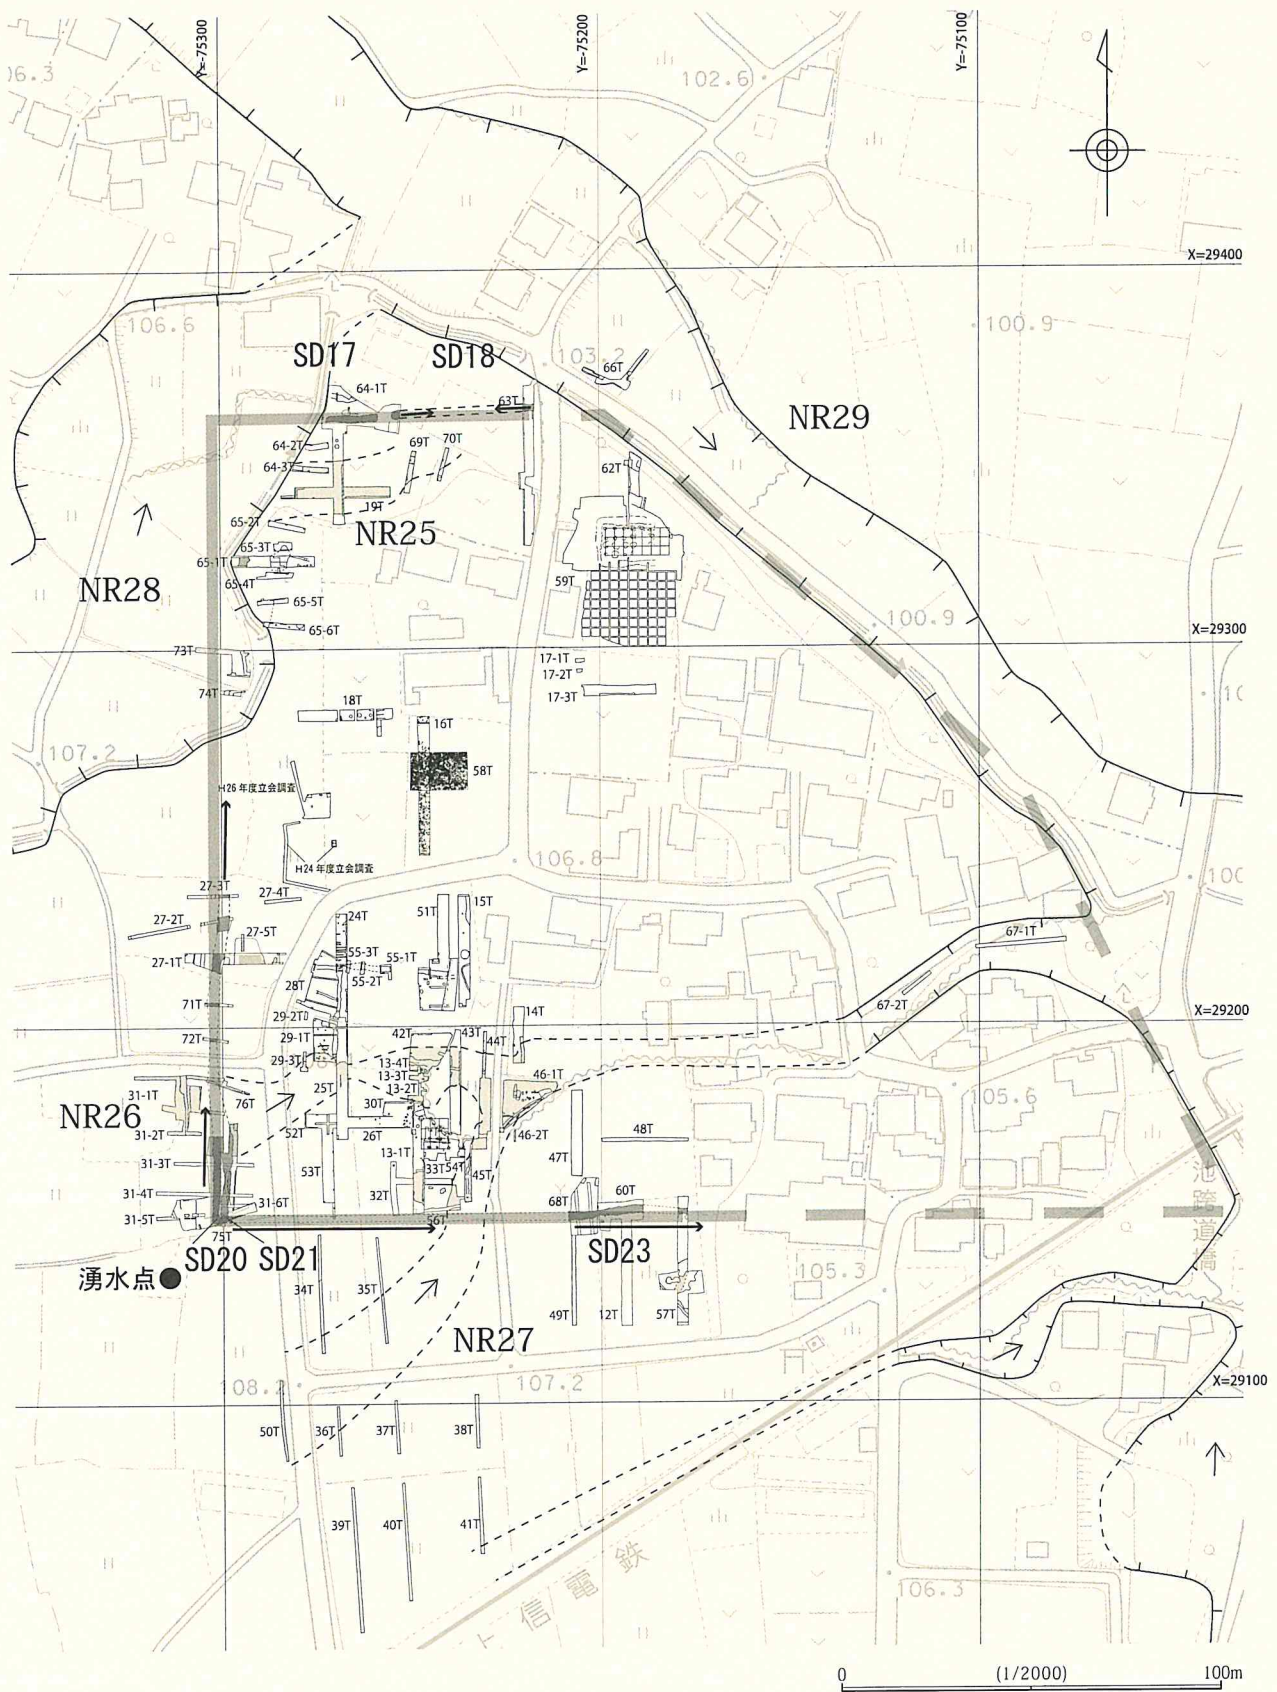 Y=-75300
Y=-75200
Y=-75100
06.3
102.6
X=29400
106.6
100.9
SD17
SD18
103.2
66T
64-1T
63T
NR29
64-2T
69T
70T
64-3T
62T
19T
65-2T
NR25
65-3T
65-1T
59T
65-4T
NR28
65-5T
100.9
65-6T
X=29300
73T
17-1T
17-2T
74T
17-3T
18T
16T
107.2
58T
H26年度立会調査
106.8
H24年度立会調査
27-3T
27-4T
51T
15T
27-2T
24T
27-5T
67-1T
55-3T
55-1T
27-1T
55-2T
28T
67-2T
71T
29-2T
14T
X=29200
72T
29-1T
42T
43T
44T
29-3T
13-4T
13-3T
46-1T
25T
13-2T
31-1T
76T
105.6
NR26
30T
52T
26T
46-2T
48T
31-2T
13-1T
47T
31-3T
53T
33T
54T
45T
31-4T
32T
31-6T
68T
60T
31-5T
56T
75T
池跨道橋
SD20
SD21
SD23
湧水点
105.3
34T
35T
49T
12T
57T
NR27
108.2
107.2
X=29100
50T
36T
37T
38T
39T
40T
41T
上信電鉄
106.3
0
(1/2000)
100m